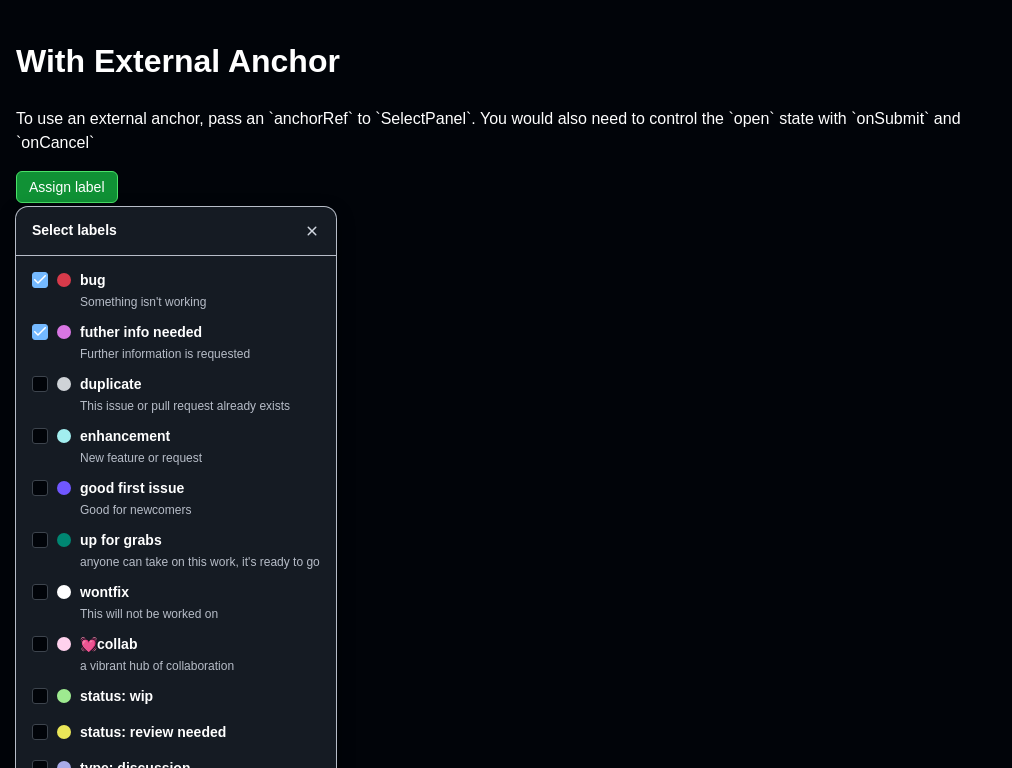 With External Anchor
To use an external anchor, pass an `anchorRef` to `SelectPanel`. You would also need to control the `open` state with `onSubmit` and
`onCancel`
Assign label
Select labels
bug
Something isn't working
futher info needed
Further information is requested
duplicate
This issue or pull request already exists
enhancement
New feature or request
good first issue
Good for newcomers
up for grabs
anyone can take on this work, it's ready to go
wontfix
This will not be worked on
💓collab
a vibrant hub of collaboration
status: wip
status: review needed
type: discussion